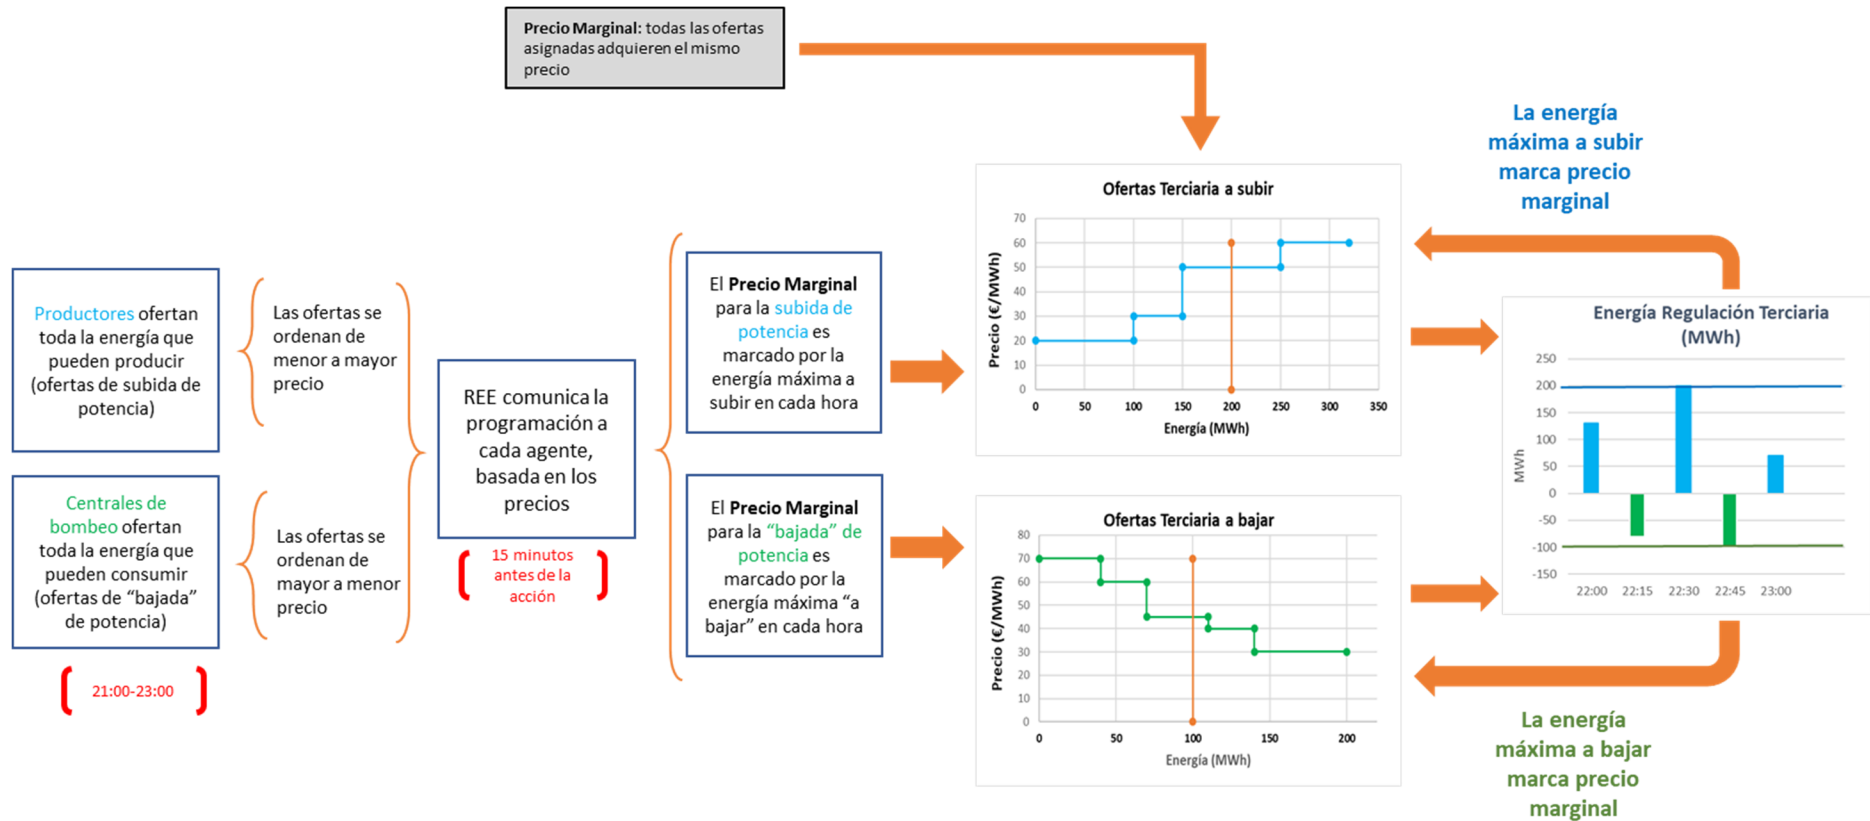 Precio Marginal: todas las ofertas
asignadas adquieren el mismo
precio
Productores ofertan
toda la energía que
pueden producir
(ofertas de subida de
potencia)
Las ofertas se
ordenan de
menor a mayor
precio
Centrales de
bombeo ofertan
toda la energía que
pueden consumir
(ofertas de “bajada”
de potencia)
Las ofertas se
ordenan de
mayor a menor
precio
21:00-23:00
REE comunica la
programación a
cada agente,
basada en los
precios
15 minutos
antes de la
acción
El Precio Marginal
para la subida de
potencia es
marcado por la
energía máxima a
subir en cada hora
El Precio Marginal
para la “bajada” de
potencia es
marcado por la
energía máxima “a
bajar” en cada hora
Ofertas Terciaria a subir
Precio (€/MWh)
70
60
50
40
30
20
10
0
0 50 100 150 200 250 300 350
Energía (MWh)
Ofertas Terciaria a bajar
Precio (€/MWh)
80
70
60
50
40
30
20
10
0
0 50 100 150 200
Energía (MWh)
La energía
máxima a subir
marca precio
marginal
Energía Regulación Terciaria
(MWh)
MWh
250
200
150
100
50
0
-50
-100
-150
22:00 22:15 22:30 22:45 23:00
La energía
máxima a bajar
marca precio
marginal